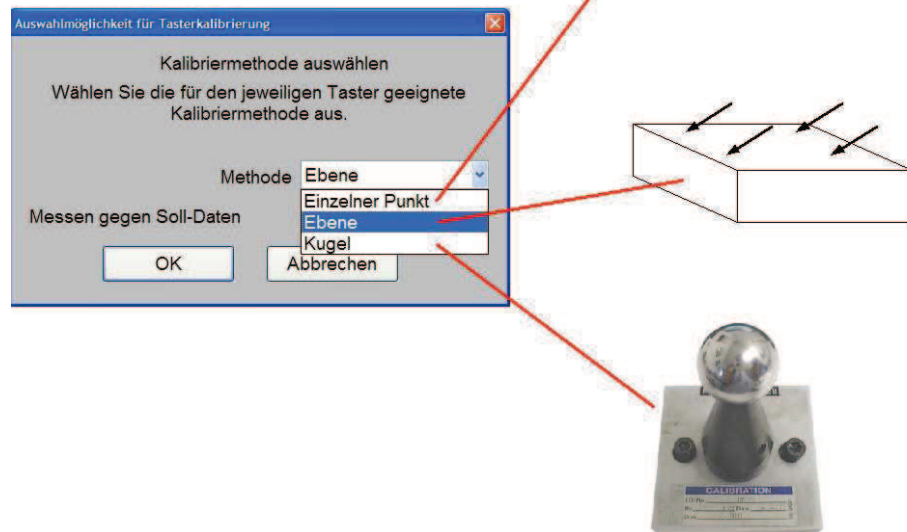 Auswahlmöglichkeit für Tasterkalibrierung
Kalibriermethode auswählen
Wählen Sie die für den jeweiligen Taster geeignete
Kalibriermethode aus.
Methode Ebene
Einzelner Punkt
Messen gegen Soll-Daten
Ebene
Kugel
OK
Abbrechen
CALIBRATION